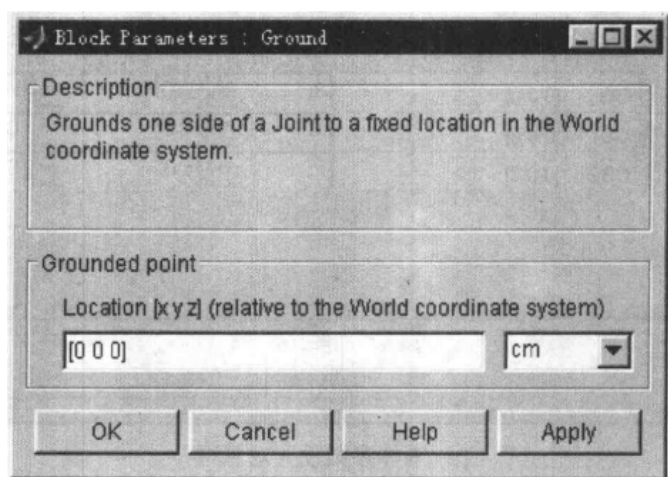 Block Parameters : Ground
Description
Grounds one side of a Joint to a fixed location in the World
coordinate system.
Grounded point
Location [x y z] (relative to the World coordinate system)
[0 0 0]
cm
OK
Cancel
Help
Apply